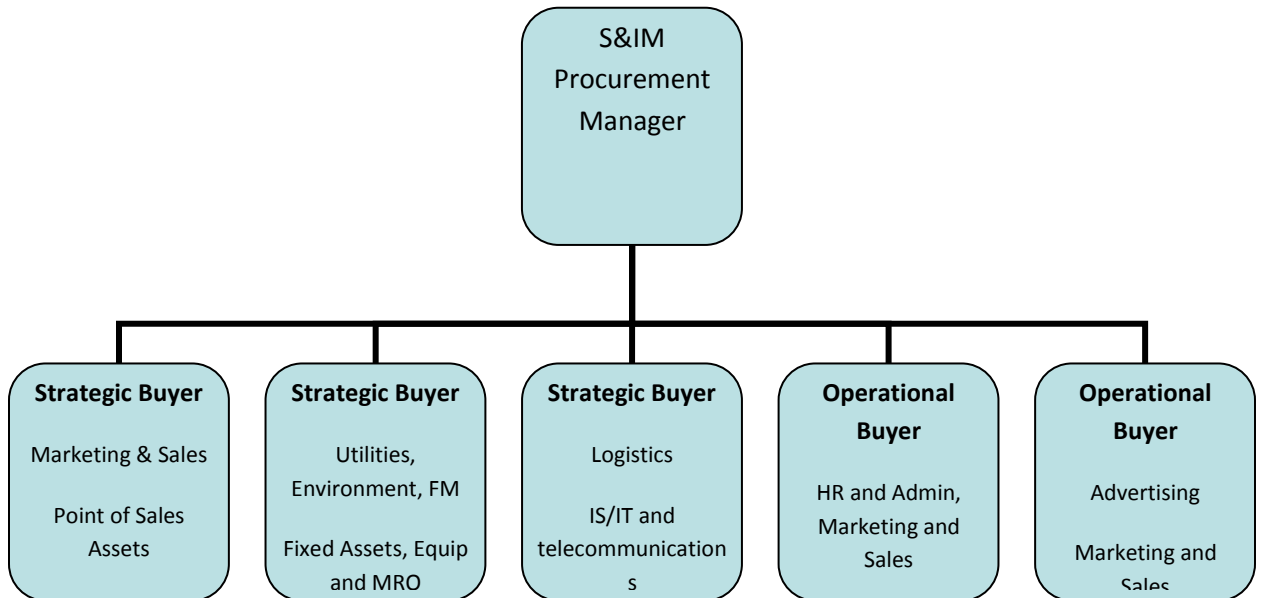 S&IM
Procurement
Manager
Strategic Buyer
Marketing & Sales
Point of Sales
Assets
Strategic Buyer
Utilities,
Environment, FM
Fixed Assets, Equip
and MRO
Strategic Buyer
Logistics
IS/IT and
telecommunication
s
Operational
Buyer
HR and Admin,
Marketing and
Sales
Operational
Buyer
Advertising
Marketing and
Sales